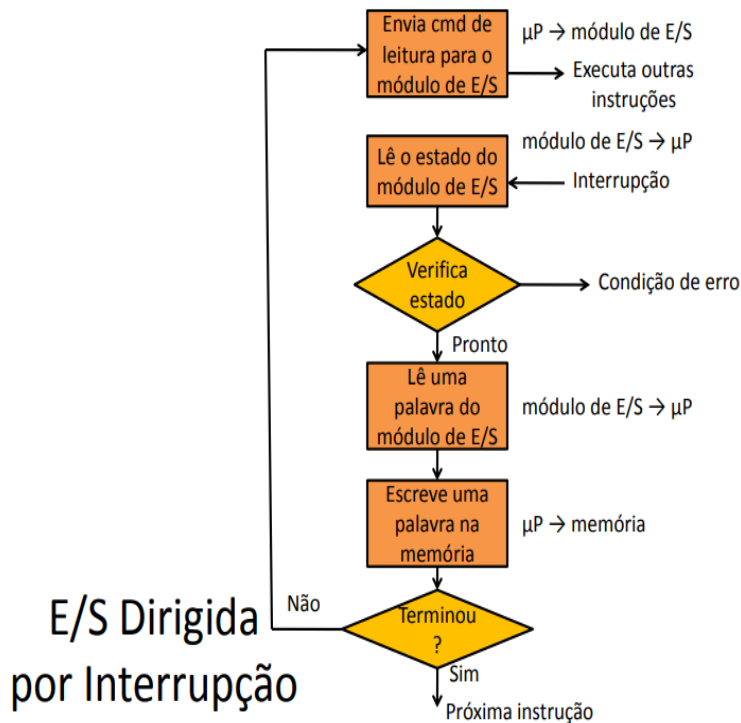 Envia cmd de
leitura para o
módulo de E/S
μP → módulo de E/S
Executa outras
instruções
Lê o estado do
módulo de E/S
módulo de E/S → μP
Interrupção
Verifica
estado
Condição de erro
Pronto
Lê uma
palavra do
módulo de E/S
módulo de E/S → μP
Escreve uma
palavra na
memória
μP → memória
Não
Terminou
?
Sim
Próxima instrução
E/S Dirigida
por Interrupção